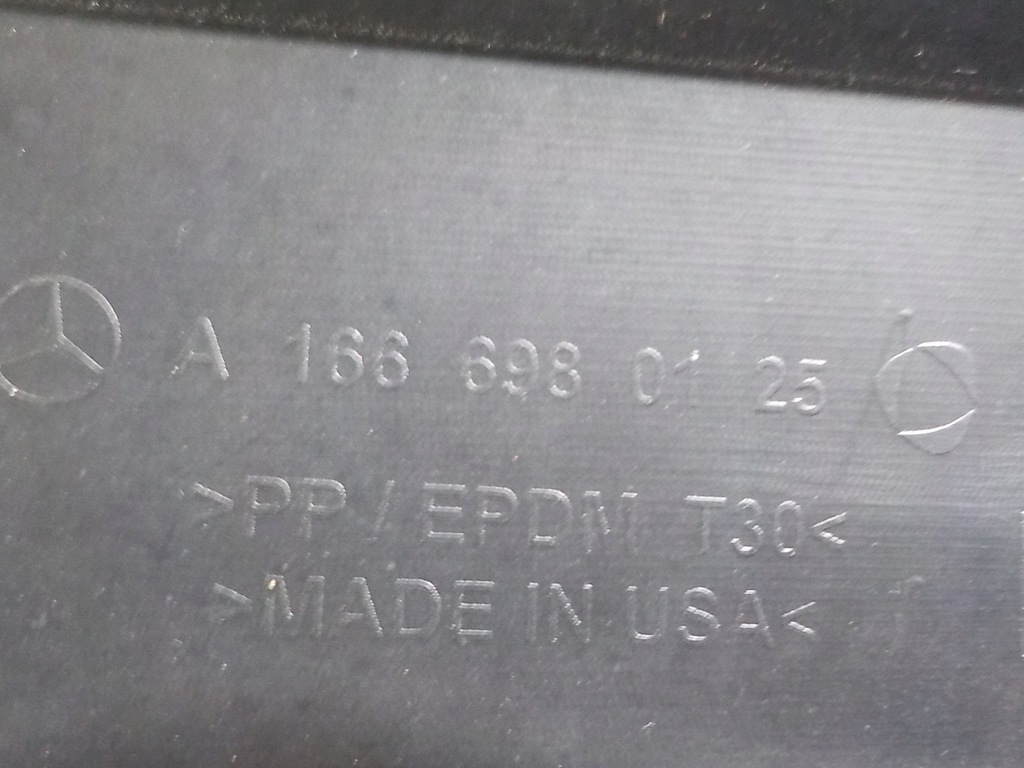 A 166 698 01 25
>PP/EPDM T30<
>MADE IN USA<